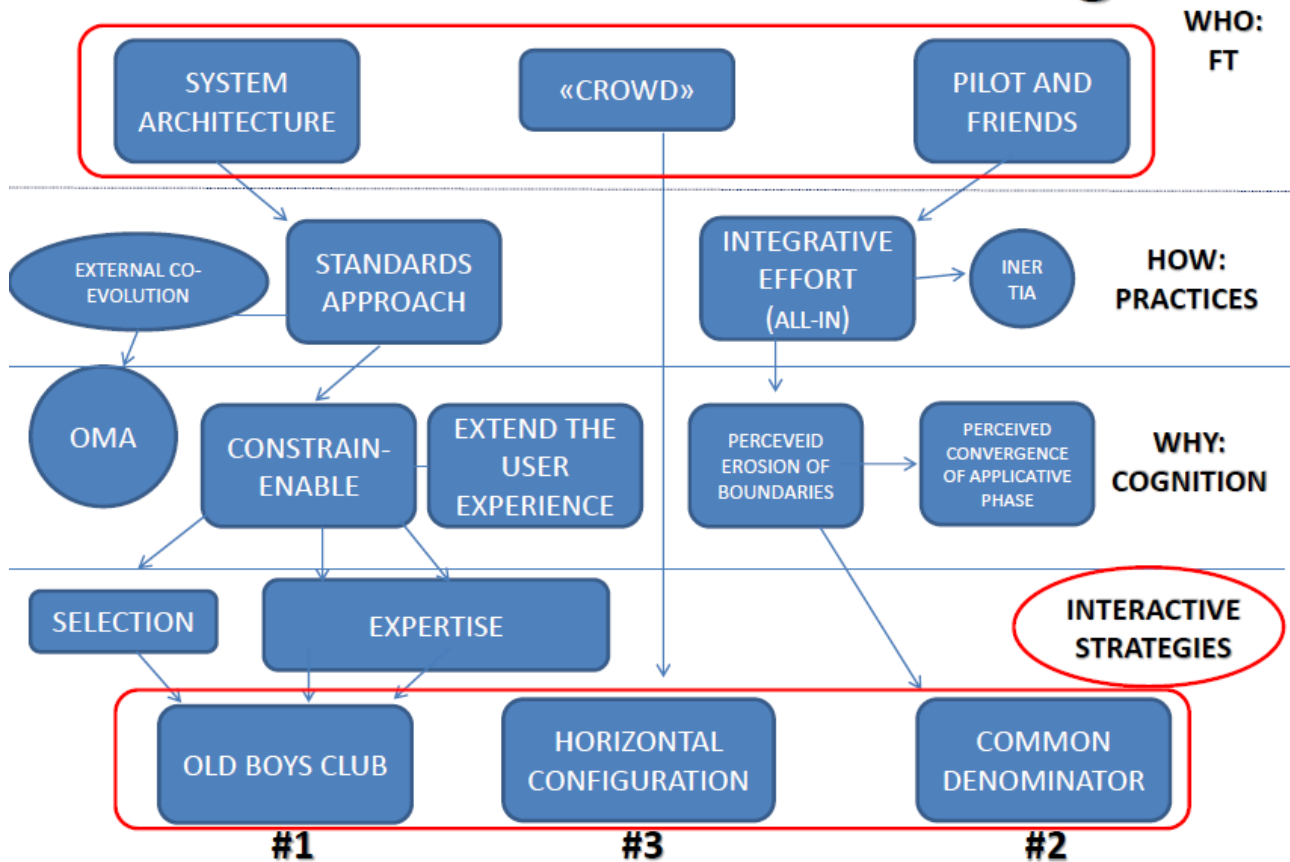 WHO:
FT
SYSTEM
ARCHITECTURE
«CROWD»
PILOT AND
FRIENDS
EXTERNAL CO-
EVOLUTION
STANDARDS
APPROACH
INTEGRATIVE
EFFORT
(ALL-IN)
INER
TIA
HOW:
PRACTICES
OMA
CONSTRAIN-
ENABLE
EXTEND THE
USER
EXPERIENCE
PERCEVEID
EROSION OF
BOUNDARIES
PERCEIVED
CONVERGENCE
OF APPLICATIVE
PHASE
WHY:
COGNITION
SELECTION
EXPERTISE
INTERACTIVE
STRATEGIES
OLD BOYS CLUB
HORIZONTAL
CONFIGURATION
COMMON
DENOMINATOR
#1
#3
#2